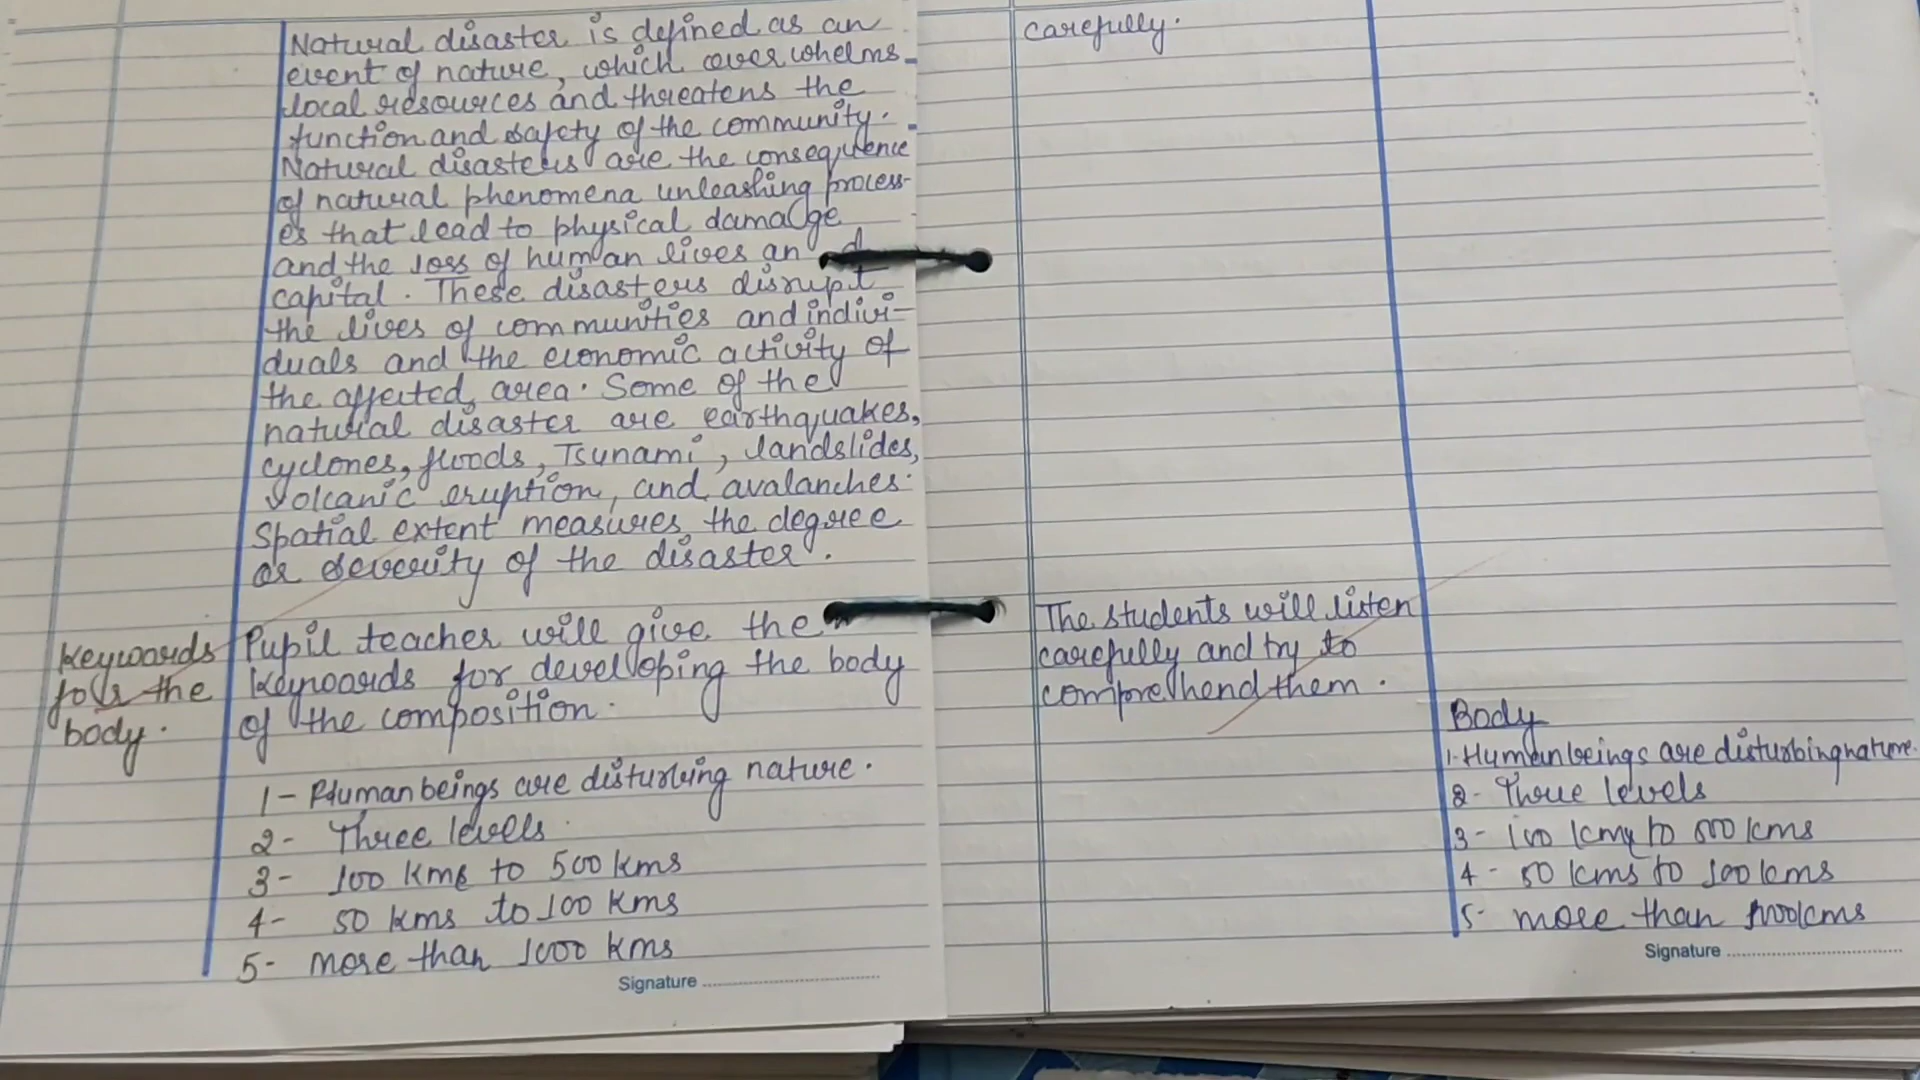 Natural disaster is defined as an
event of nature, which over whelms
local resources and threatens the
function and safety of the community.
Natural disasters are the consequence
of natural phenomena unleashing process-
es that lead to physical damage
and the loss of human lives an d
capital. These disasters disrupt
the lives of communities and indivi-
duals and the economic activity of
the affected area. Some of the
natural disaster are earthquakes,
cyclones, floods, Tsunami, landslides,
Volcanic eruption, and avalanches.
Spatial extent measures the degree
or severity of the disaster.
Keywords
for the
body.
Pupil teacher will give the
Keywords for developing the body
of the composition.
1- Human beings are disturbing nature.
2- Three levels.
3- 100 kms to 500 kms
4- 50 kms to 100 kms
5- more than 1000 kms
Signature
carefully.
The students will listen
carefully and try to
comprehend them.
Body
1. Human beings are disturbing nature.
2- Three levels
3- 100 kms to 500 kms
4- 50 kms to 100 kms
5- more than 1000 kms
Signature